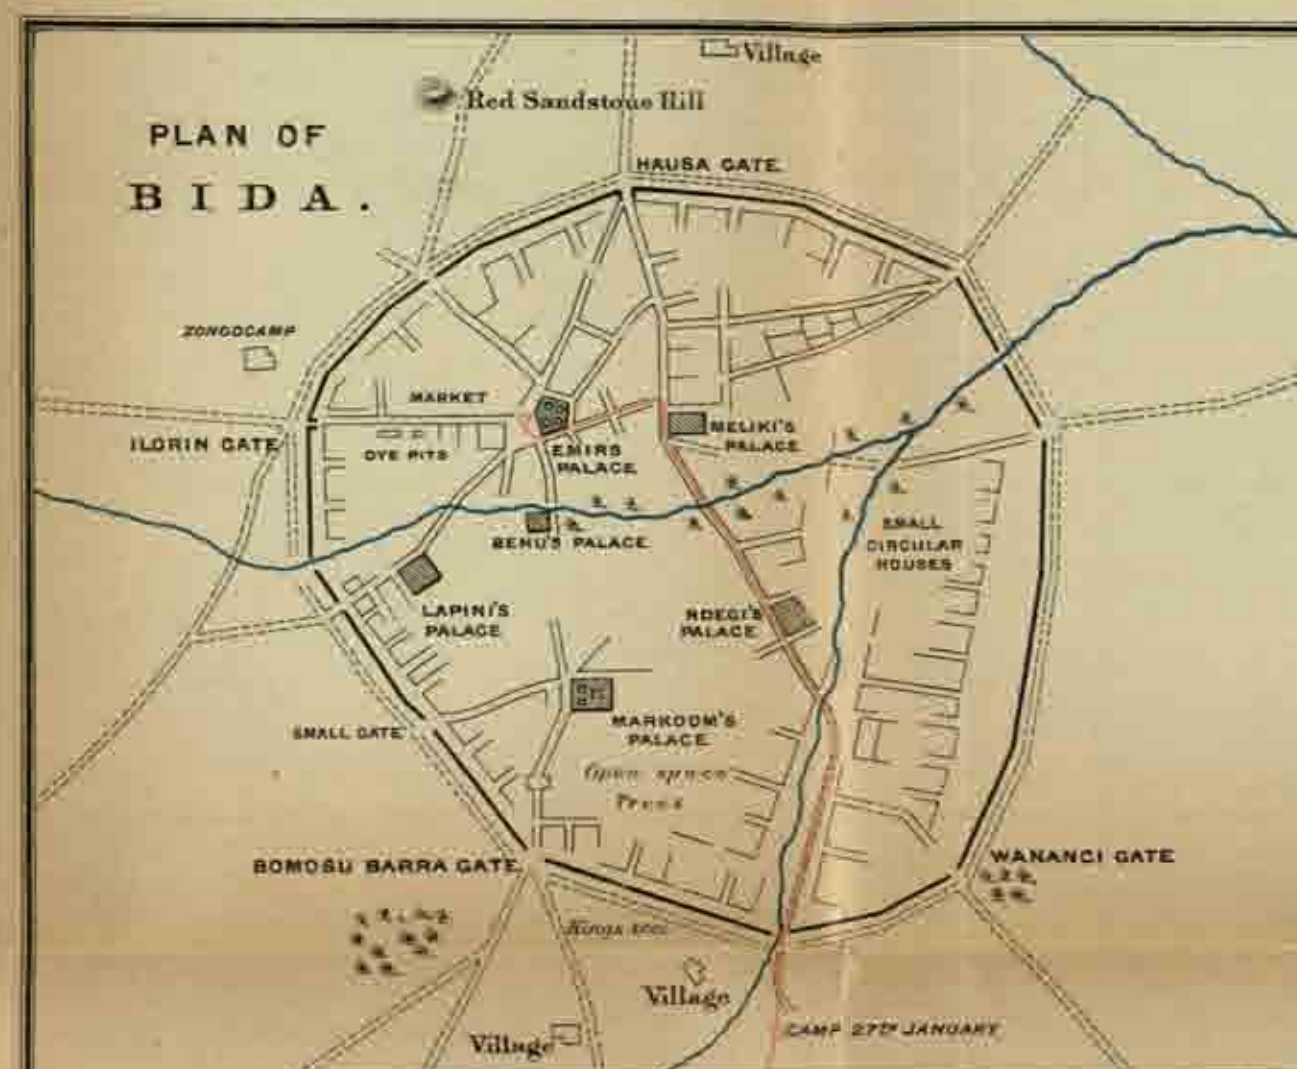 Village
Red Sandstone Hill
PLAN OF
BIDA.
HAUSA GATE
ZONGOCAMP
MARKET
ILORIN GATE
DYE PITS
EMIRS
PALACE
MELIKI'S
PALACE
BENU'S PALACE
SMALL
CIRCULAR
HOUSES
LAPINI'S
PALACE
NDEGI'S
PALACE
SMALL GATE
MARKOOM'S
PALACE
Open space
Trees
BOMOSU BARRA GATE
WANANGI GATE
Kings
Village
CAMP 27TH JANUARY
Village